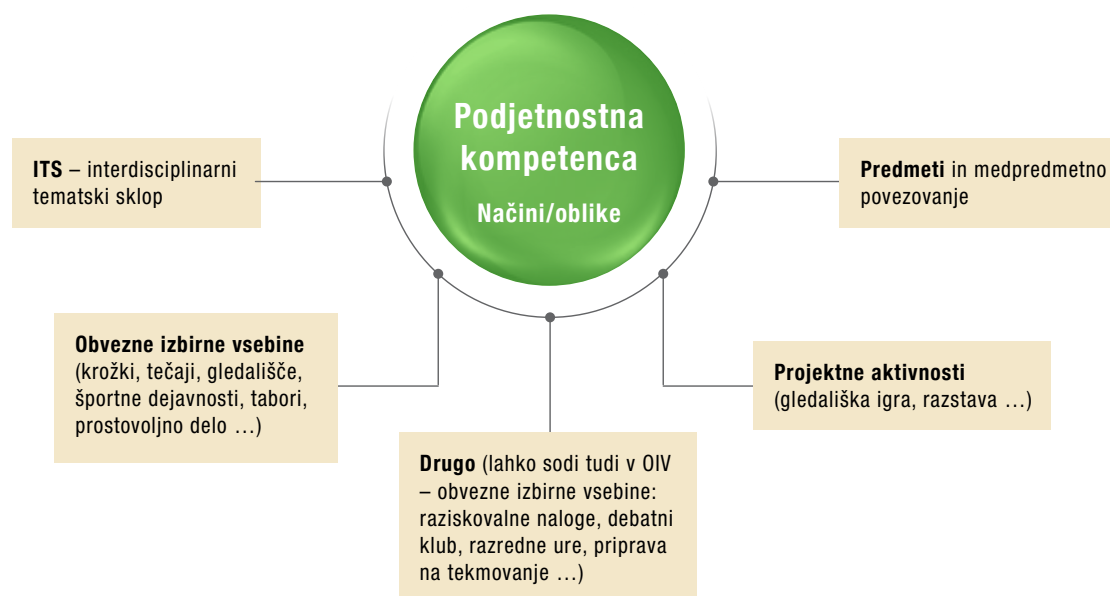 Podjetnostna
kompetenca
Načini/oblike
ITS – interdisciplinarni
tematski sklop
Predmeti in medpredmetno
povezovanje
Obvezne izbirne vsebine
(krožki, tečaji, gledališče,
športne dejavnosti, tabori,
prostovoljno delo …)
Projektne aktivnosti
(gledališka igra, razstava …)
Drugo (lahko sodi tudi v OIV
– obvezne izbirne vsebine:
raziskovalne naloge, debatni
klub, razredne ure, priprava
na tekmovanje …)